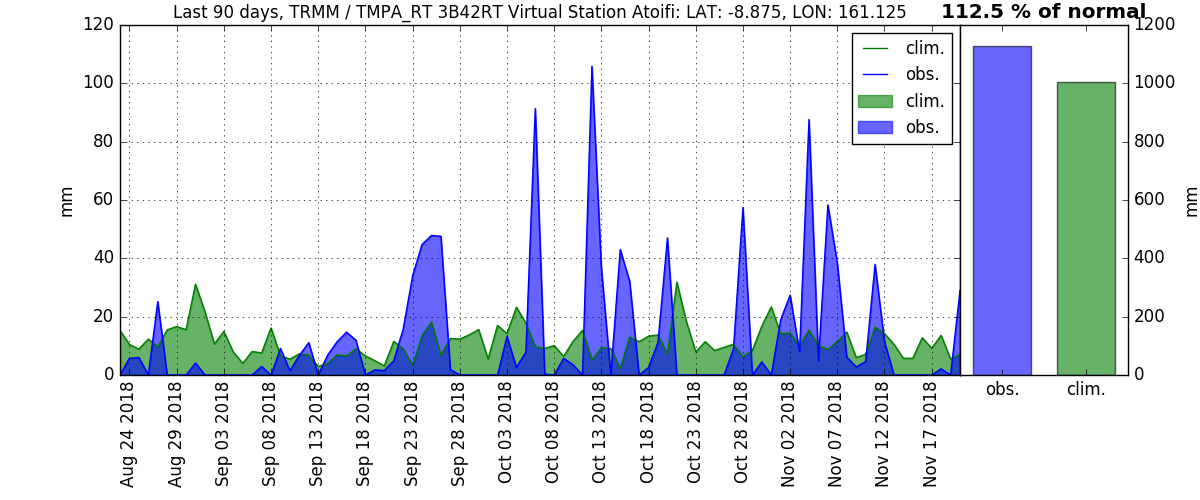 Last 90 days, TRMM / TMPA_RT 3B42RT Virtual Station Atoifi: LAT: -8.875, LON: 161.125
112.5 % of normal
120
100
80
60
40
20
0
mm
clim.
obs.
clim.
obs.
1200
1000
800
600
400
200
0
mm
Aug 24 2018
Aug 29 2018
Sep 03 2018
Sep 08 2018
Sep 13 2018
Sep 18 2018
Sep 23 2018
Sep 28 2018
Oct 03 2018
Oct 08 2018
Oct 13 2018
Oct 18 2018
Oct 23 2018
Oct 28 2018
Nov 02 2018
Nov 07 2018
Nov 12 2018
Nov 17 2018
obs.
clim.